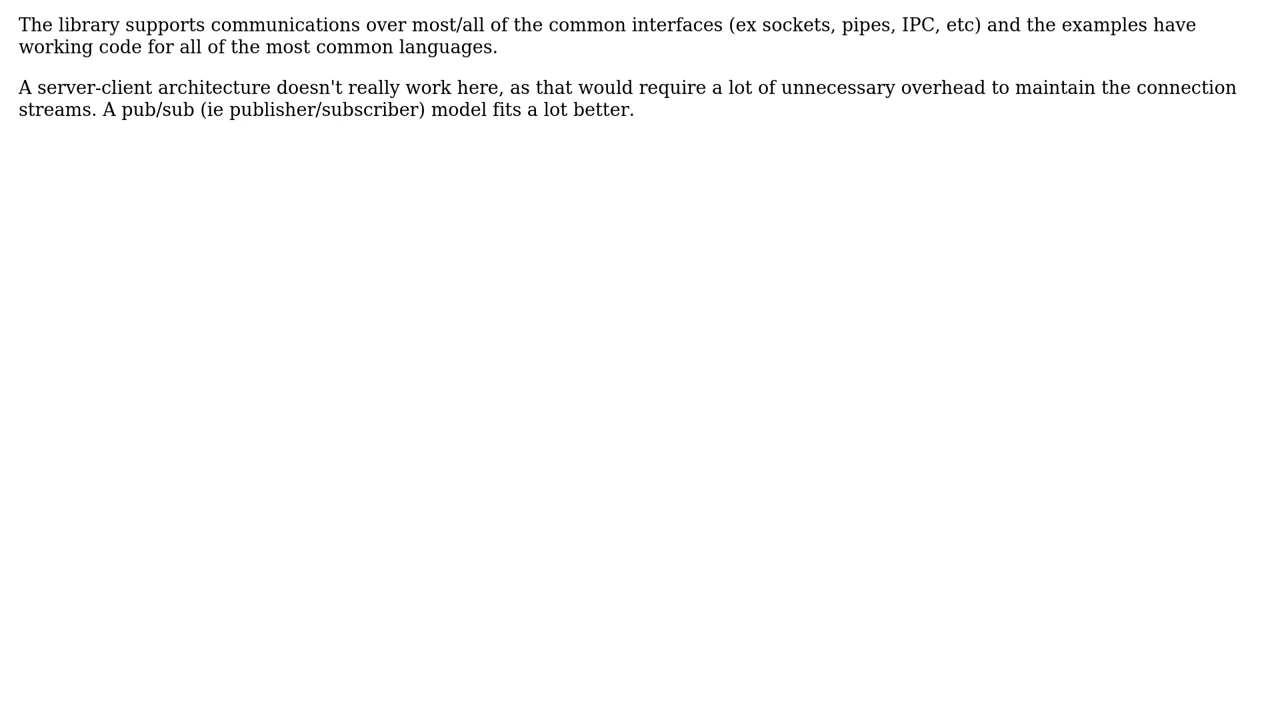 The library supports communications over most/all of the common interfaces (ex sockets, pipes, IPC, etc) and the examples have
working code for all of the most common languages.
A server-client architecture doesn't really work here, as that would require a lot of unnecessary overhead to maintain the connection
streams. A pub/sub (ie publisher/subscriber) model fits a lot better.